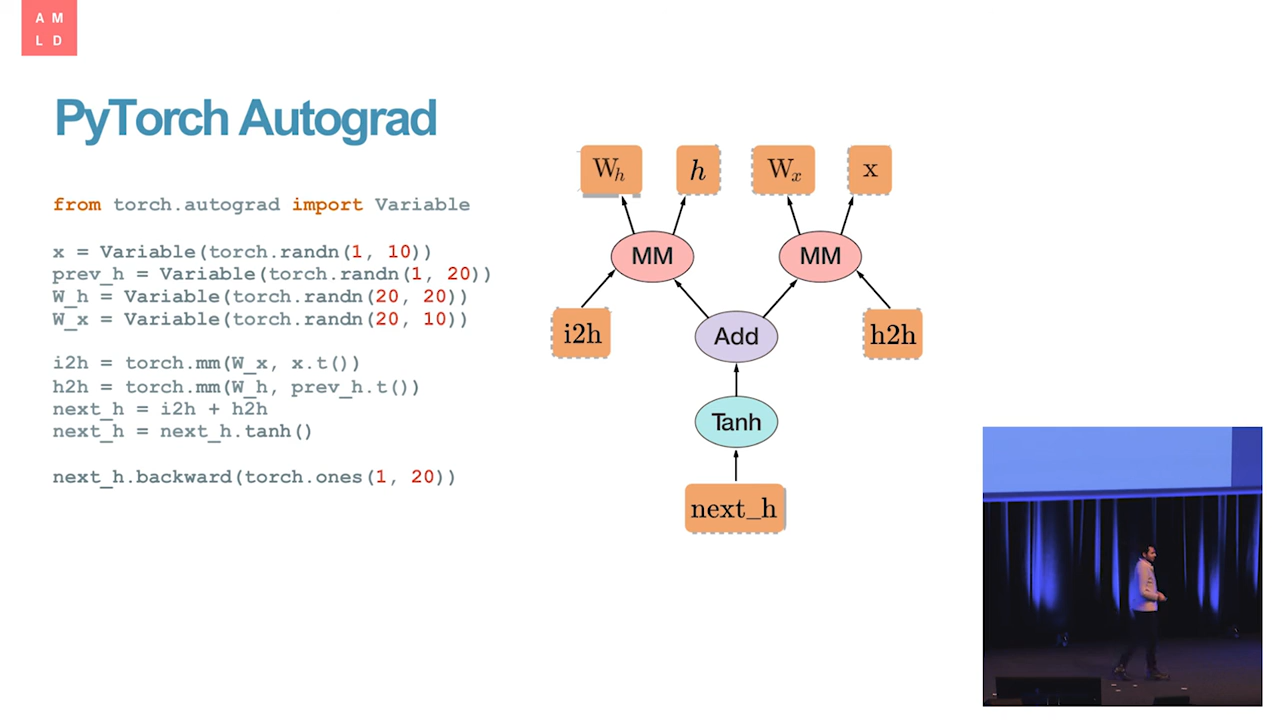 A M
L D
PyTorch Autograd
from torch.autograd import Variable
x = Variable(torch.randn(1, 10))
prev_h = Variable(torch.randn(1, 20))
W_h = Variable(torch.randn(20, 20))
W_x = Variable(torch.randn(20, 10))
i2h = torch.mm(W_x, x.t())
h2h = torch.mm(W_h, prev_h.t())
next_h = i2h + h2h
next_h = next_h.tanh()
next_h.backward(torch.ones(1, 20))
Wₕ h Wₓ x
MM MM
i2h Add h2h
Tanh
next_h